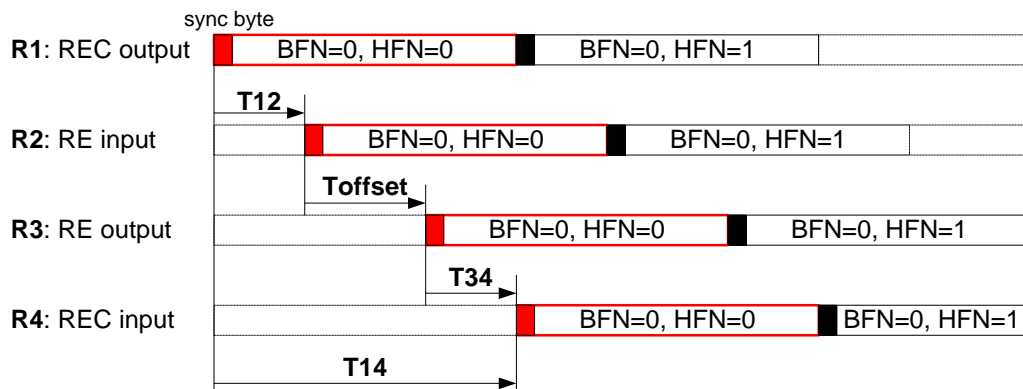 sync byte
R1: REC output BFN=0, HFN=0 BFN=0, HFN=1
T12
R2: RE input BFN=0, HFN=0 BFN=0, HFN=1
Toffset
R3: RE output BFN=0, HFN=0 BFN=0, HFN=1
T34
R4: REC input BFN=0, HFN=0 BFN=0, HFN=1
T14